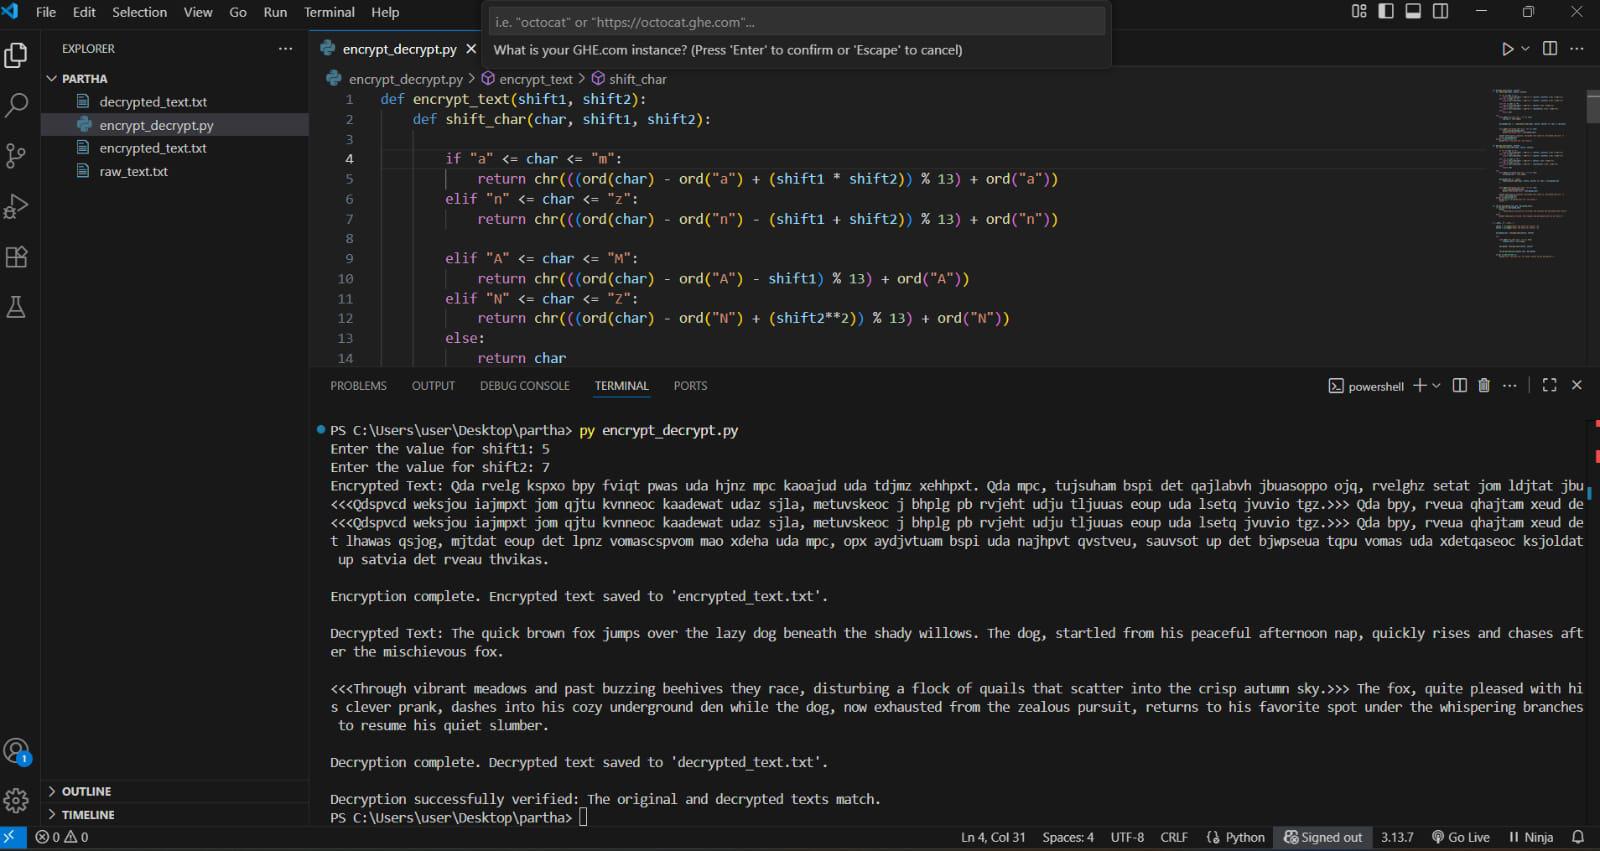 File Edit Selection View Go Run Terminal Help
i.e. "octocat" or "https://octocat.ghe.com"...
What is your GHE.com instance? (Press 'Enter' to confirm or 'Escape' to cancel)
EXPLORER
PARTHA
decrypted_text.txt
encrypt_decrypt.py
encrypted_text.txt
raw_text.txt
OUTLINE
TIMELINE
1
encrypt_decrypt.py
encrypt_decrypt.py > encrypt_text > shift_char
1 def encrypt_text(shift1, shift2):
2 def shift_char(char, shift1, shift2):
3
4 if "a" <= char <= "m":
5 return chr(((ord(char) - ord("a") + (shift1 * shift2)) % 13) + ord("a"))
6 elif "n" <= char <= "z":
7 return chr(((ord(char) - ord("n") - (shift1 + shift2)) % 13) + ord("n"))
8
9 elif "A" <= char <= "M":
10 return chr(((ord(char) - ord("A") - shift1) % 13) + ord("A"))
11 elif "N" <= char <= "Z":
12 return chr(((ord(char) - ord("N") + (shift2**2)) % 13) + ord("N"))
13 else:
14 return char
PROBLEMS OUTPUT DEBUG CONSOLE TERMINAL PORTS
powershell
PS C:\Users\user\Desktop\partha> py encrypt_decrypt.py
Enter the value for shift1: 5
Enter the value for shift2: 7
Encrypted Text: Qda rvelg kspxo bpy fviqt pwas uda hjnz mpc kaoajud uda tdjmz xehhpxt. Qda mpc, tujsuham bspi det qajlabvh jbuasoppo ojq, rvelghz setat jom ldjtat jbu
<<<Qdspvcd weksjou iajmpxt jom qjtu kvnneoc kaadewat udaz sjla, metuvskeoc j bhplg pb rvjeht udju tljuuas eoup uda lsetq jvuvio tgz.>>> Qda bpy, rveua qhajtam xeud de
<<<Qdspvcd weksjou iajmpxt jom qjtu kvnneoc kaadewat udaz sjla, metuvskeoc j bhplg pb rvjeht udju tljuuas eoup uda lsetq jvuvio tgz.>>> Qda bpy, rveua qhajtam xeud de
t lhawas qsjog, mjtdat eoup det lpnz vomascspvom mao xdeha uda mpc, opx aydjvtuam bspi uda najhpvt qvstveu, sauvsot up det bjwpseua tqpu vomas uda xdetqaseoc ksjoldat
up satvia det rveau thvikas.
Encryption complete. Encrypted text saved to 'encrypted_text.txt'.
Decrypted Text: The quick brown fox jumps over the lazy dog beneath the shady willows. The dog, startled from his peaceful afternoon nap, quickly rises and chases aft
er the mischievous fox.
<<<Through vibrant meadows and past buzzing beehives they race, disturbing a flock of quails that scatter into the crisp autumn sky.>>> The fox, quite pleased with hi
s clever prank, dashes into his cozy underground den while the dog, now exhausted from the zealous pursuit, returns to his favorite spot under the whispering branches
to resume his quiet slumber.
Decryption complete. Decrypted text saved to 'decrypted_text.txt'.
Decryption successfully verified: The original and decrypted texts match.
PS C:\Users\user\Desktop\partha>
0 0 Ln 4, Col 31 Spaces: 4 UTF-8 CRLF Python Signed out 3.13.7 Go Live Ninja